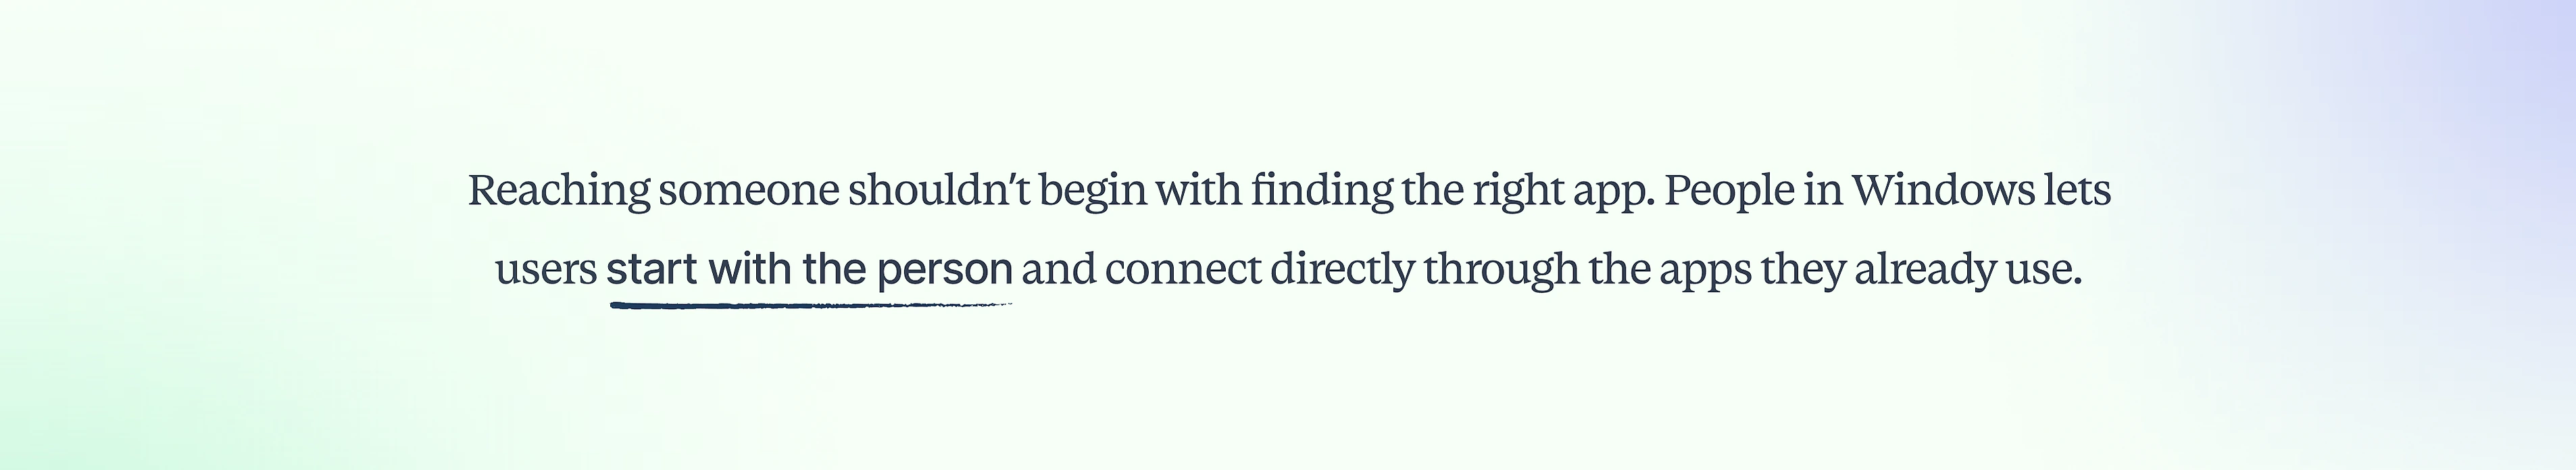 Reaching someone shouldn’t begin with finding the right app. People in Windows lets
users start with the person and connect directly through the apps they already use.